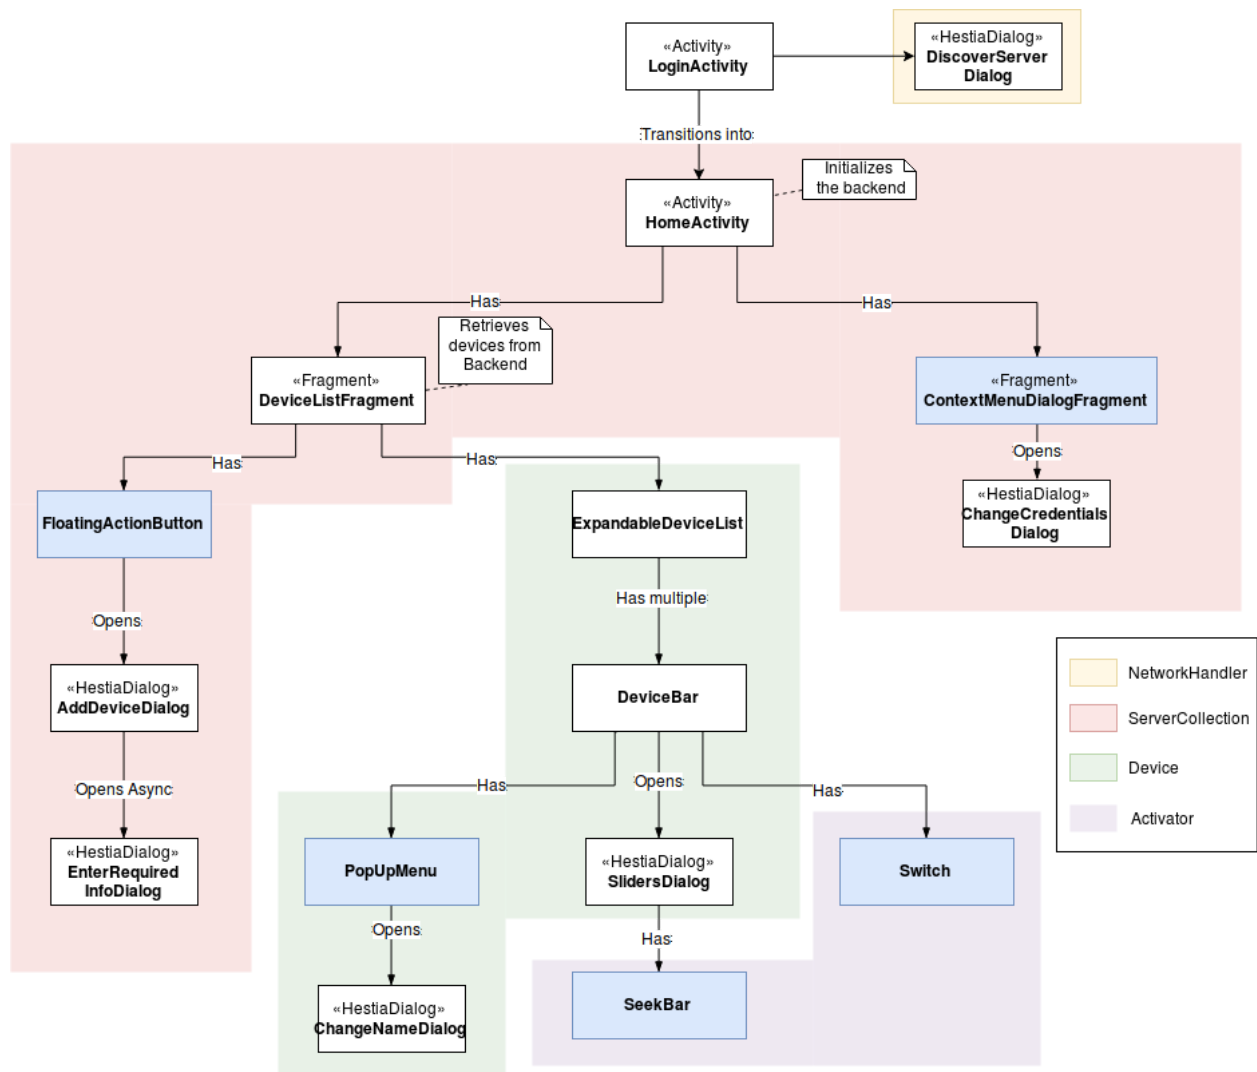 «Activity»
LoginActivity
«HestiaDialog»
DiscoverServer
Dialog
Transitions into
«Activity»
HomeActivity
Initializes
the backend
Has
Has
Retrieves
devices from
Backend
«Fragment»
DeviceListFragment
«Fragment»
ContextMenuDialogFragment
Has
Has
Opens
FloatingActionButton
ExpandableDeviceList
«HestiaDialog»
ChangeCredentials
Dialog
Opens
Has multiple
«HestiaDialog»
AddDeviceDialog
DeviceBar
NetworkHandler
ServerCollection
Device
Activator
Opens Async
Has
Opens
Has
«HestiaDialog»
EnterRequired
InfoDialog
PopUpMenu
«HestiaDialog»
SlidersDialog
Switch
Opens
Has
«HestiaDialog»
ChangeNameDialog
SeekBar